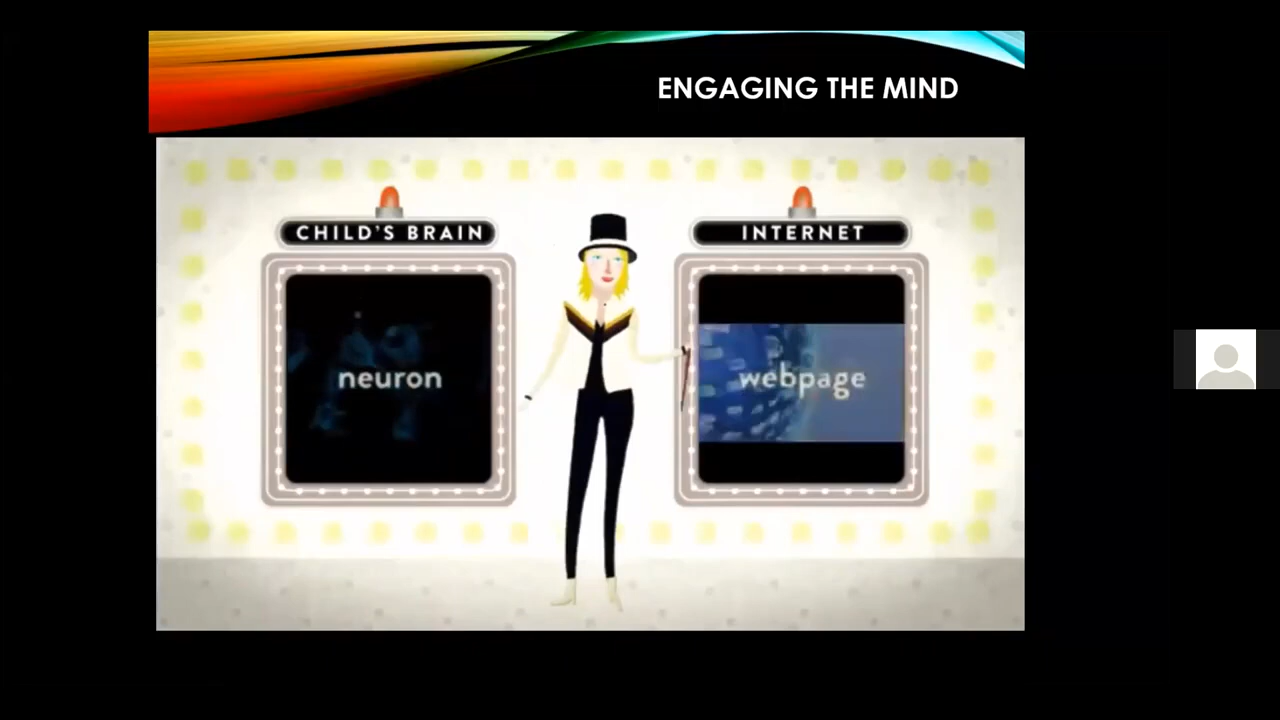 ENGAGING THE MIND
CHILD'S BRAIN
INTERNET
neuron
webpage